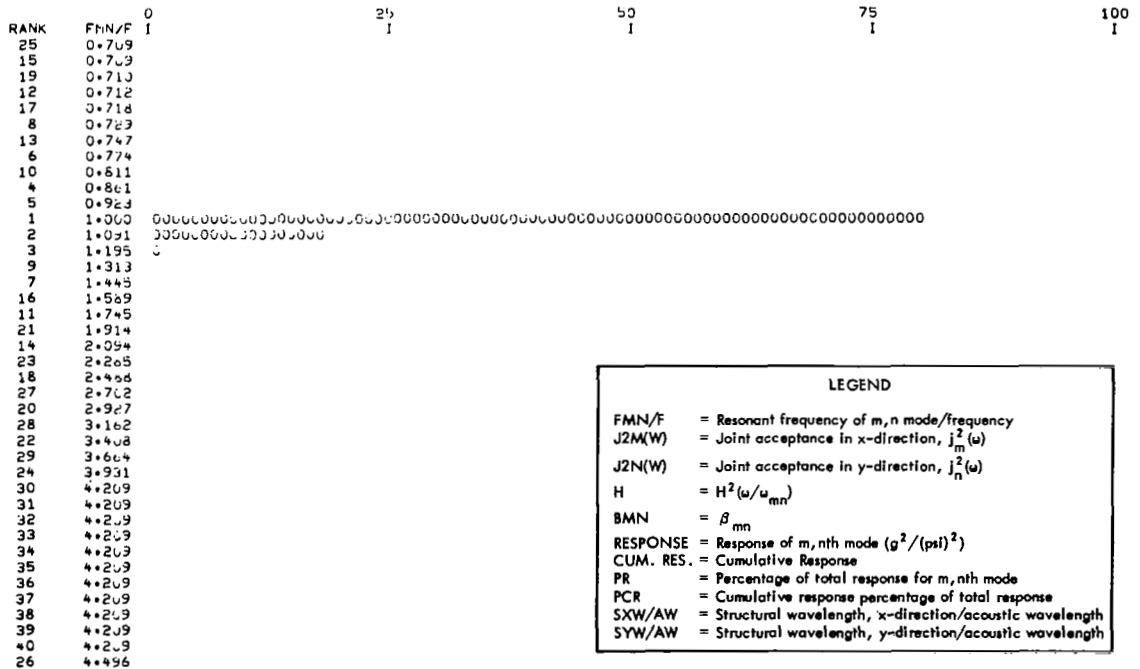 0 25 50 75 100
RANK FMN/F I I I I I
25 0.709
15 0.709
19 0.710
12 0.712
17 0.718
8 0.729
13 0.747
6 0.774
10 0.811
4 0.861
5 0.923
1 1.000
2 1.091
3 1.195
9 1.313
7 1.445
16 1.589
11 1.745
21 1.914
14 2.094
23 2.285
18 2.488
27 2.702
20 2.927
28 3.162
22 3.408
29 3.664
24 3.931
30 4.209
31 4.209
32 4.209
33 4.209
34 4.209
35 4.209
36 4.209
37 4.209
38 4.209
39 4.209
40 4.209
26 4.496
LEGEND
FMN/F = Resonant frequency of m,n mode/frequency
J2M(W) = Joint acceptance in x-direction, j²ₘ(ω)
J2N(W) = Joint acceptance in y-direction, j²ₙ(ω)
H = H²(ω/ωₘₙ)
BMN = βₘₙ
RESPONSE = Response of m,nth mode (g²/(psi)²)
CUM. RES. = Cumulative Response
PR = Percentage of total response for m,nth mode
PCR = Cumulative response percentage of total response
SXW/AW = Structural wavelength, x-direction/acoustic wavelength
SYW/AW = Structural wavelength, y-direction/acoustic wavelength